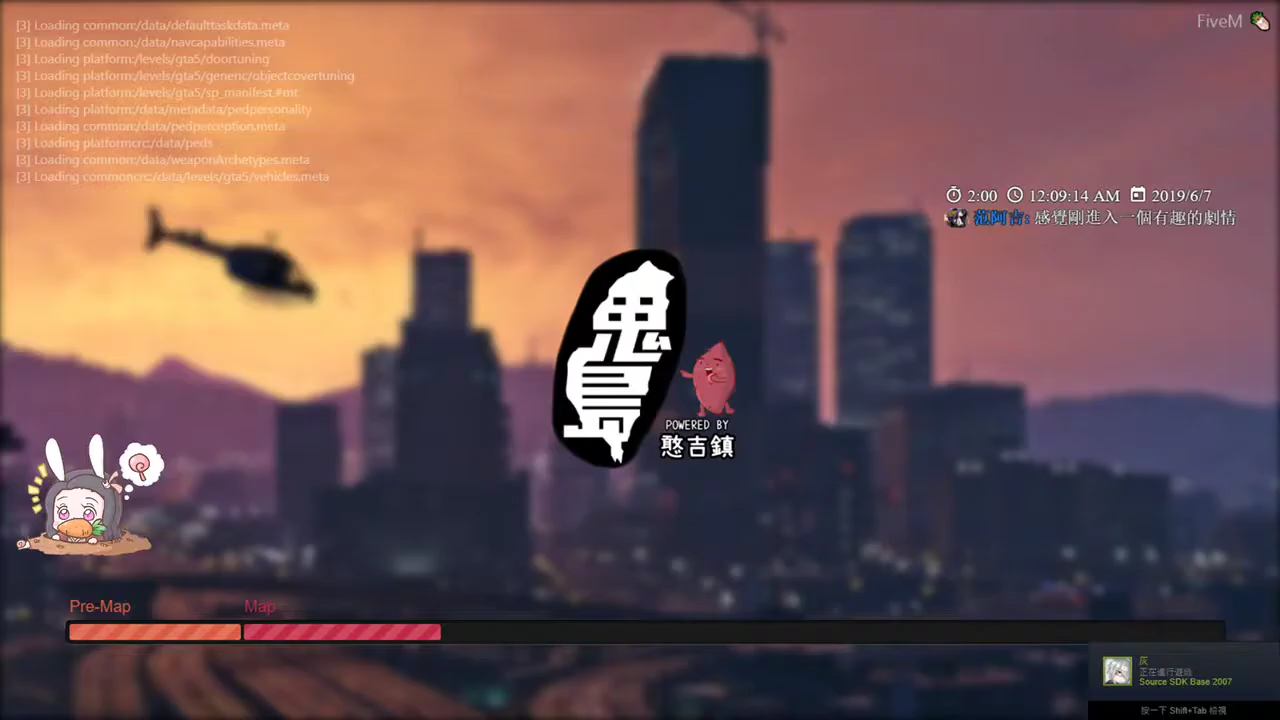 [3] Loading common:/data/defaulttaskdata.meta
[3] Loading common:/data/navcapabilities.meta
[3] Loading platform:/levels/gta5/doortuning
[3] Loading platform:/levels/gta5/generic/objectcovertuning
[3] Loading platform:/levels/gta5/sp_manifest.#mt
[3] Loading platform:/data/metadata/pedpersonality
[3] Loading common:/data/pedperception.meta
[3] Loading platformcrc:/data/peds
[3] Loading common:/data/weaponArchetypes.meta
[3] Loading commoncrc:/data/levels/gta5/vehicles.meta
FiveM
2:00 12:09:14 AM 2019/6/7
范阿吉: 感覺剛進入一個有趣的劇情
鬼島
POWERED BY
憨吉鎮
Pre-Map Map
灰
正在進行遊戲
Source SDK Base 2007
按一下 Shift+Tab 檢視